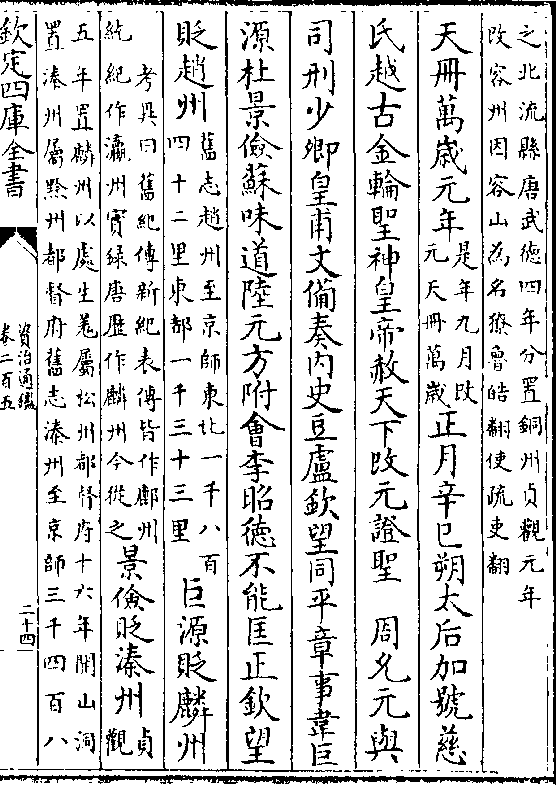 之北流縣唐武德四年分置銅州貞觀元年
改容州因容山為名獠魯皓翻使疏吏翻
天冊萬歲元年是年九月改
元天冊萬歲
正月辛巳朔太后加號慈
氏越古金輪聖神皇帝赦天下改元證聖　周允元與
司刑少卿皇甫文備奏内史豆盧欽望同平章事韋巨
源杜景儉蘇味道陸元方附會李昭德不能匡正欽望
貶趙州舊志趙州至京師東北一千八百
四十二里東都一千三十三里
巨源貶麟州
考異曰舊紀傳新紀表傳皆作鄜州
統紀作瀛州實録唐歴作麟州今從之
景儉貶溱州貞觀
五年置麟州以處生羗屬松州都督府十六年開山洞
置溱州屬黔州都督府舊志溱州至京師三千四百八
欽定四庫全書
資治通鑑
卷二百五
二十四